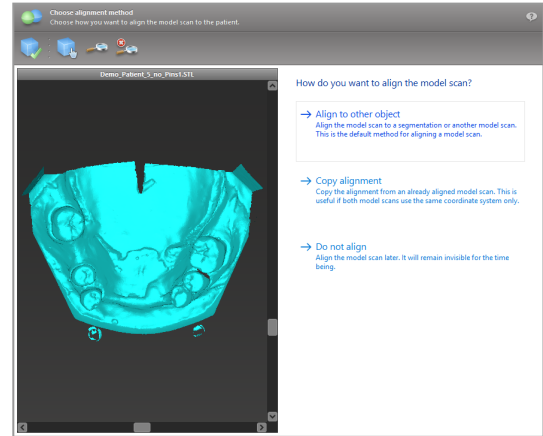 Choose alignment method
Choose how you want to align the model scan to the patient.
?
Demo_Patient_5_no_Pins1.STL
How do you want to align the model scan?
→ Align to other object
Align the model scan to a segmentation or another model scan.
This is the default method for aligning a model scan.
→ Copy alignment
Copy the alignment from an already aligned model scan. This is
useful if both model scans use the same coordinate system only.
→ Do not align
Align the model scan later. It will remain invisible for the time
being.